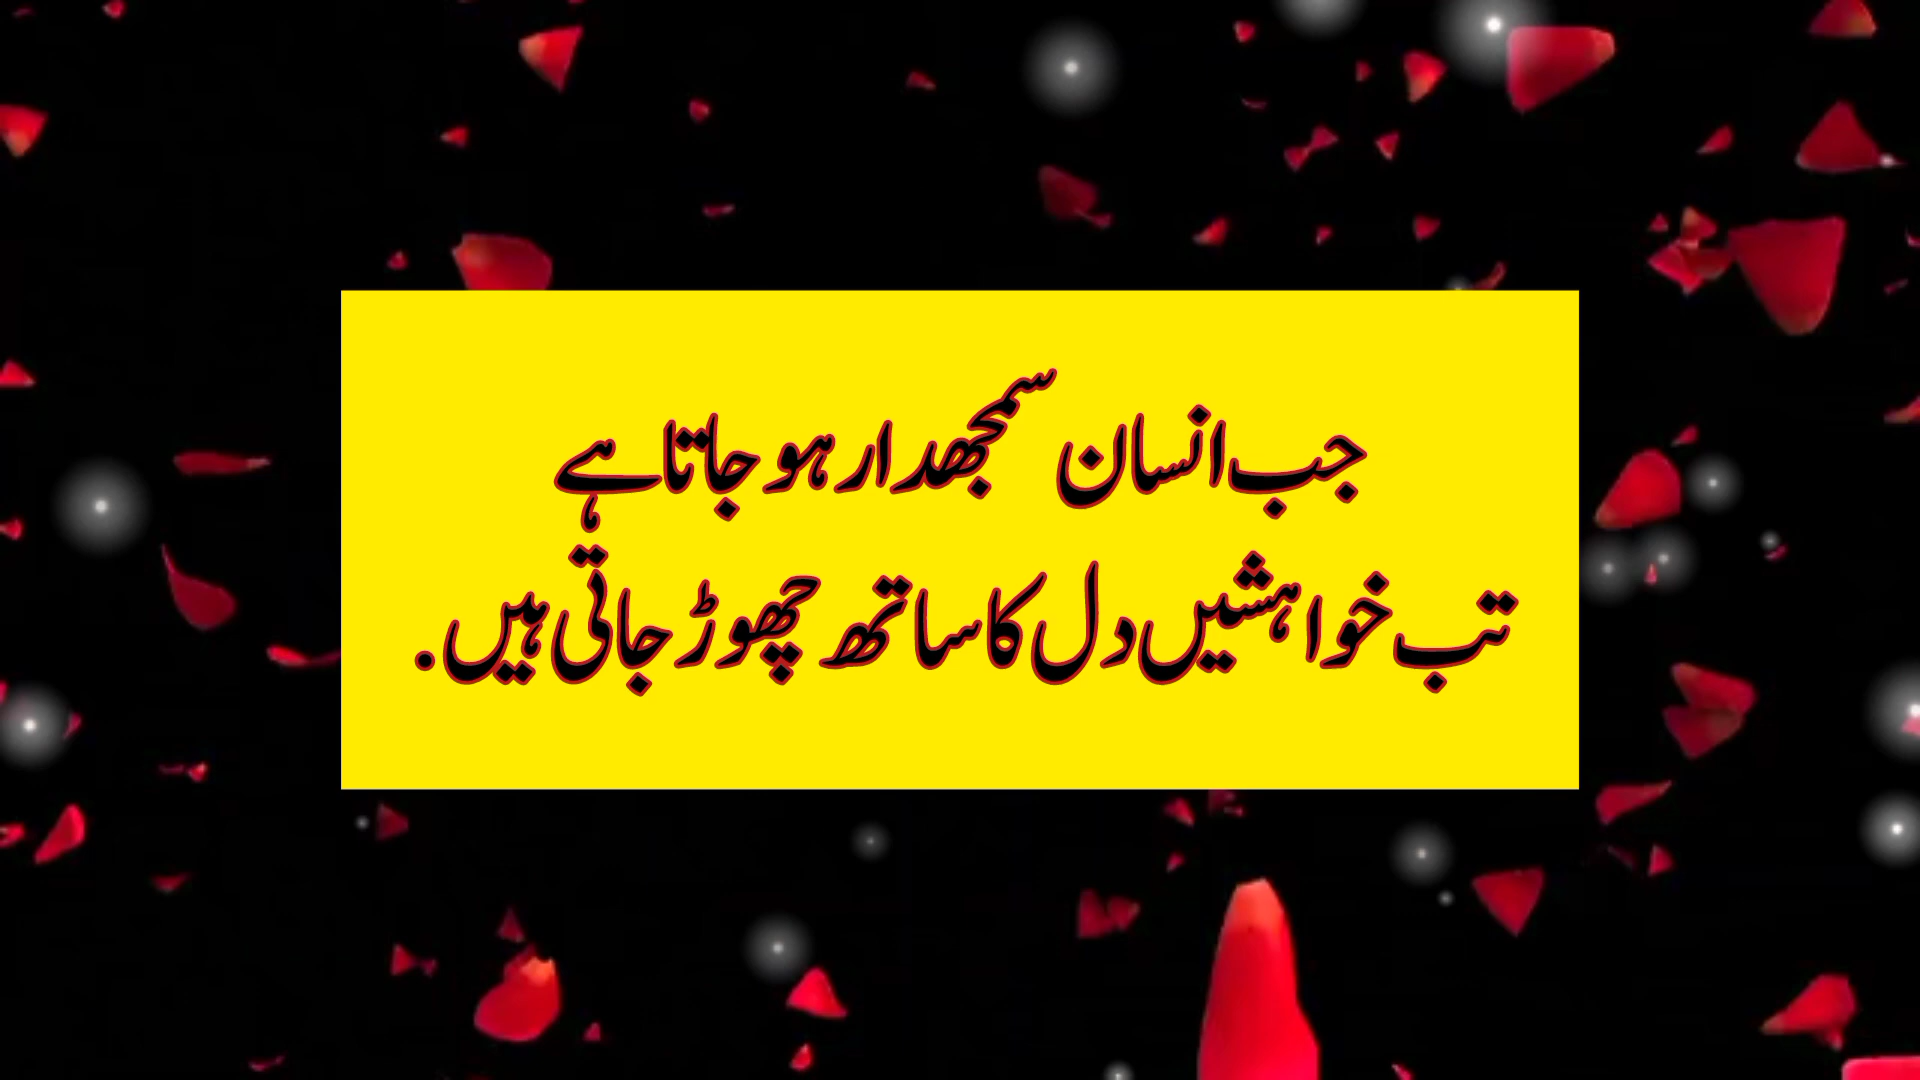 جب انسان سمجھدار ہو جاتا ہے
تب خواہشیں دل کا ساتھ چھوڑ جاتی ہیں.